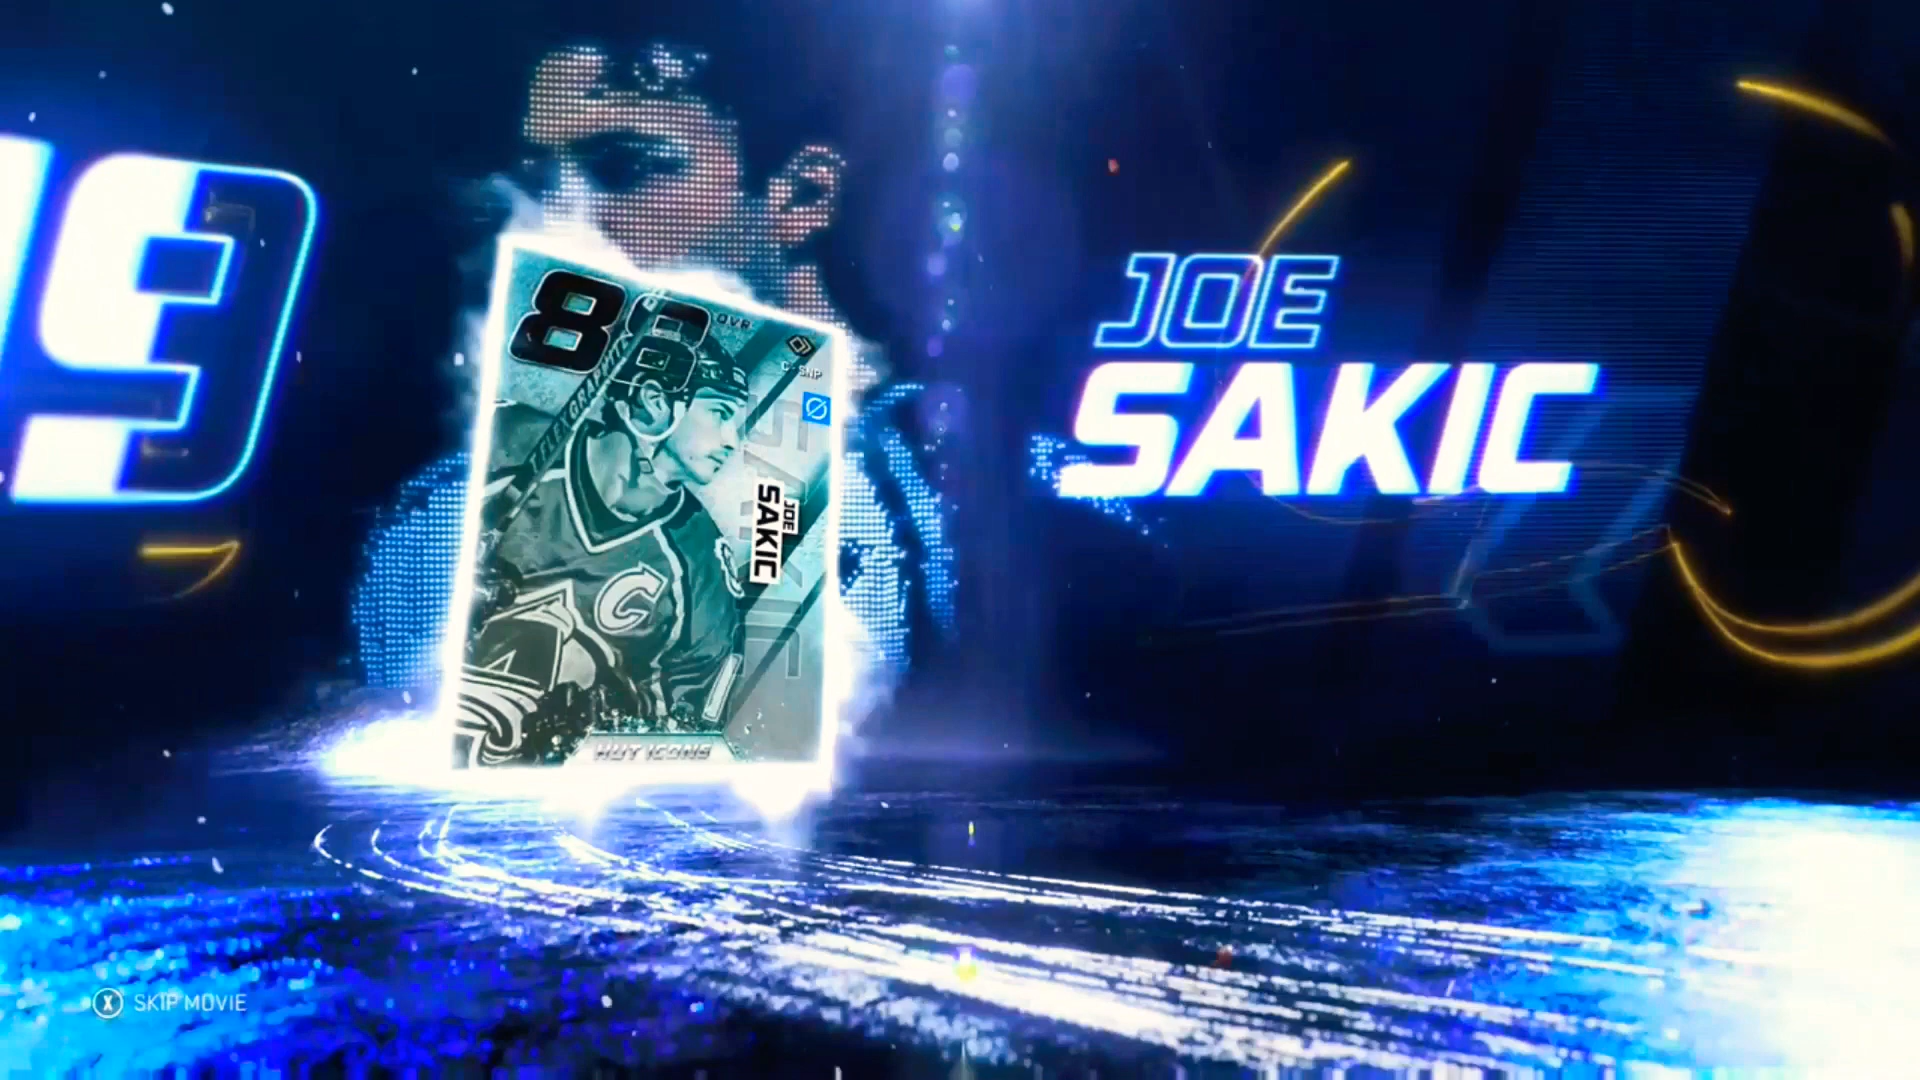 19
JOE
SAKIC
88 OVR
C - SNP
JOE
SAKIC
C
HUT ICONS
X SKIP MOVIE